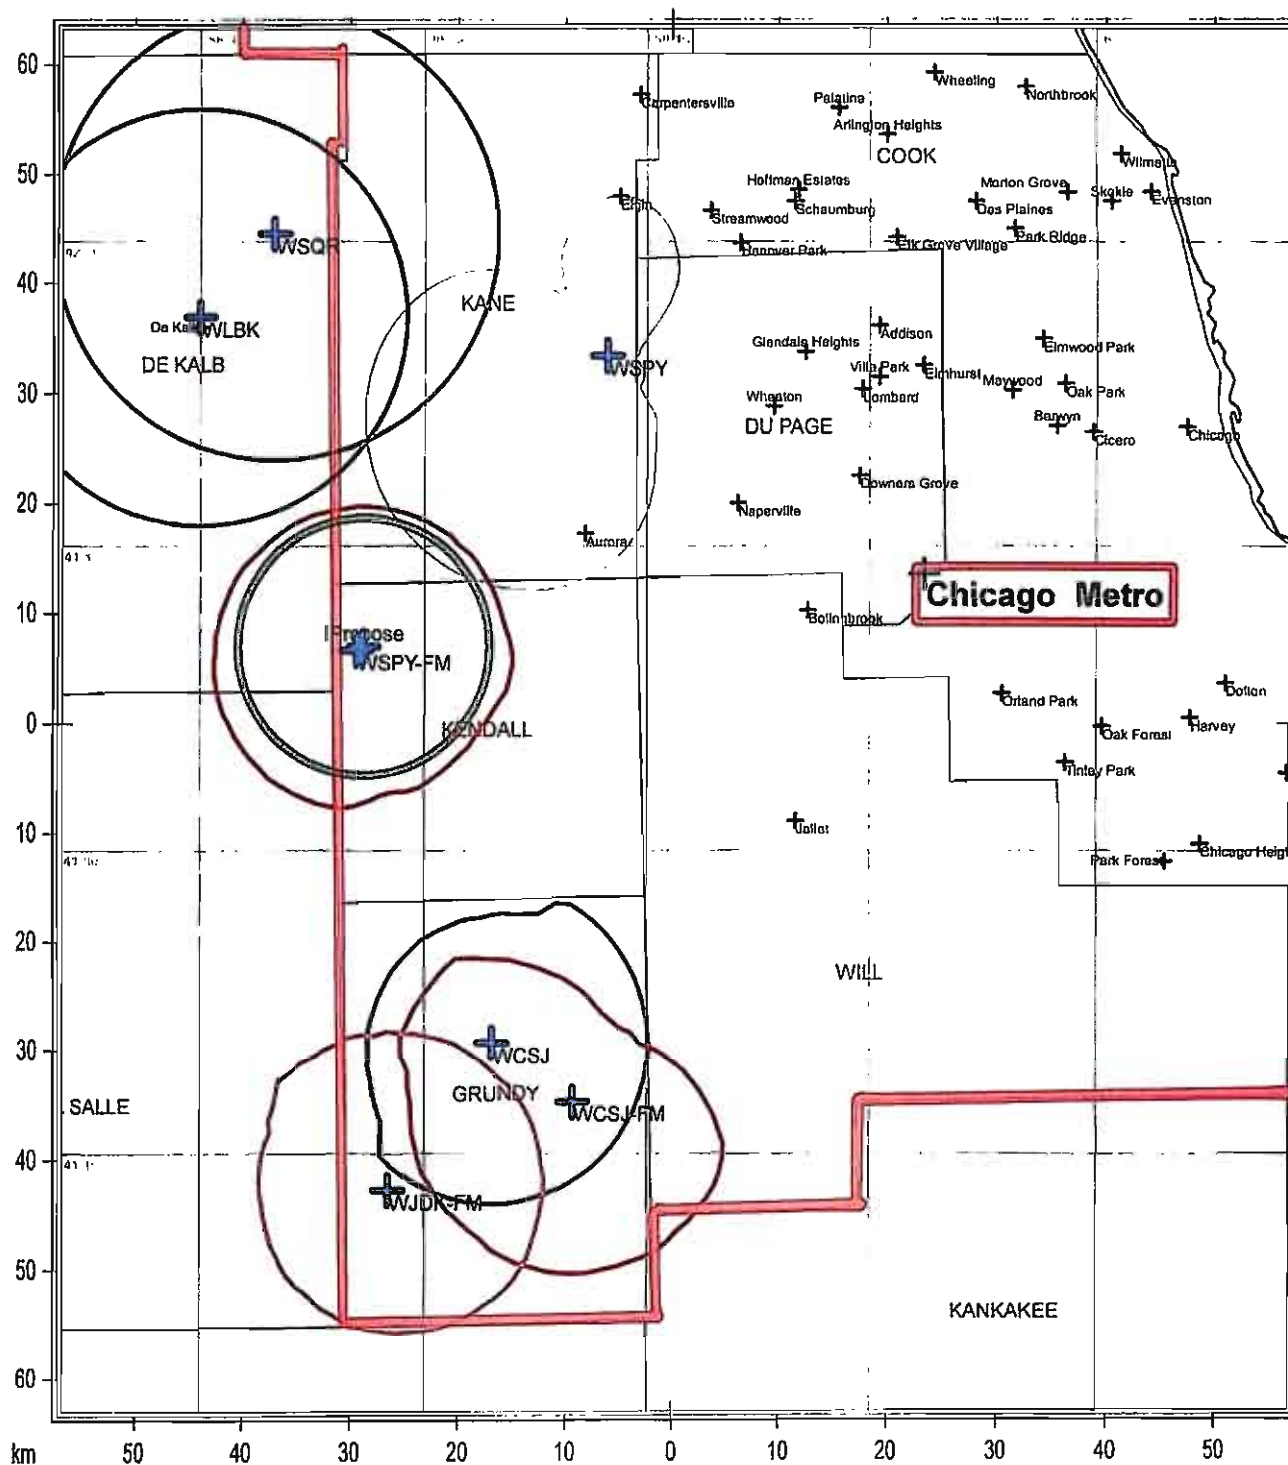 60
Carpentersville
Palatine
Wheeling
Northbrook
Arlington Heights
COOK
50
Hoffman Estates
Schaumburg
Streamwood
Morton Grove
Skokie
Evanston
Des Plaines
Park Ridge
Elk Grove Village
Hanover Park
WSQR
40
KANE
WLBK
DE KALB
WSPY
Addison
Glendale Heights
Elmwood Park
Villa Park
Elmhurst
Lombard
Maywood
Oak Park
30
Wheaton
DU PAGE
Berwyn
Cicero
Chicago
Downers Grove
20
Naperville
Aurora
Chicago Metro
10
Bolingbrook
WSPY-FM
Orland Park
Dolton
0
KENDALL
Oak Forest
Harvey
Tinley Park
10
Joliet
Park Forest
Chicago Heigh
20
WILL
30
WCSJ
GRUNDY
WCSJ-FM
SALLE
40
WJDK-FM
50
KANKAKEE
60
km 50 40 30 20 10 0 10 20 30 40 50